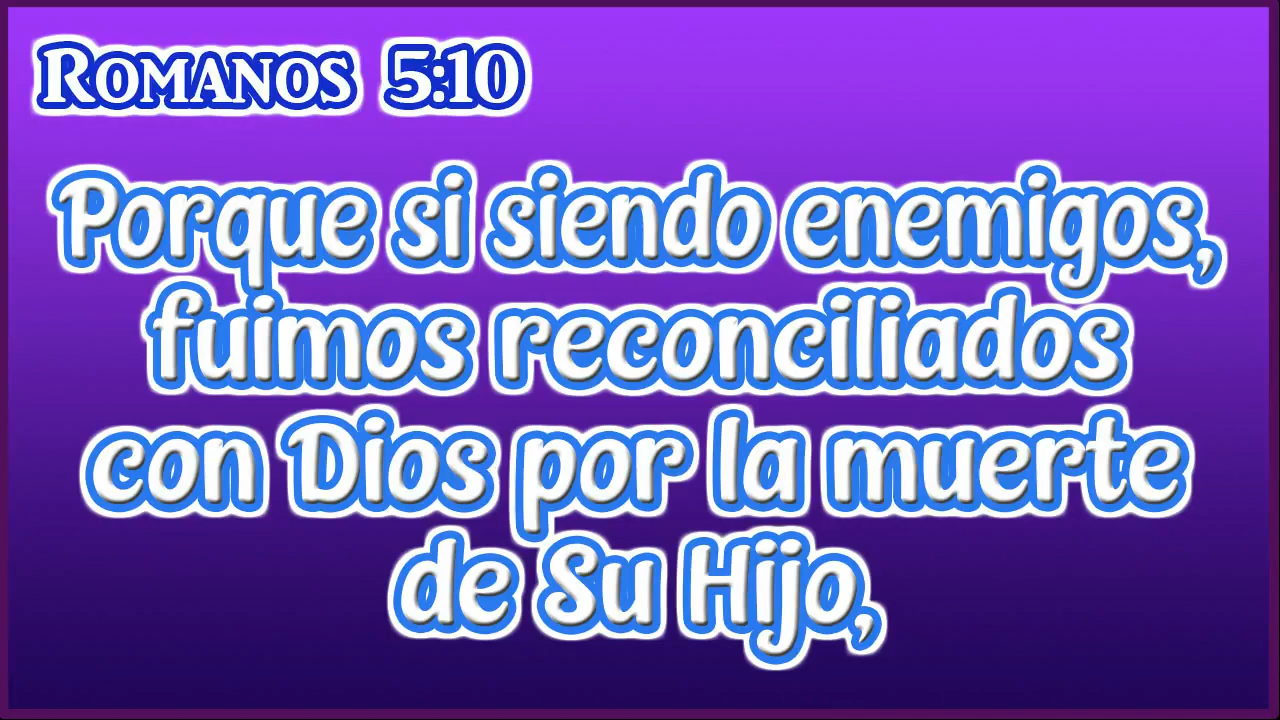 Romanos 5:10
Porque si siendo enemigos,
fuimos reconciliados
con Dios por la muerte
de Su Hijo,